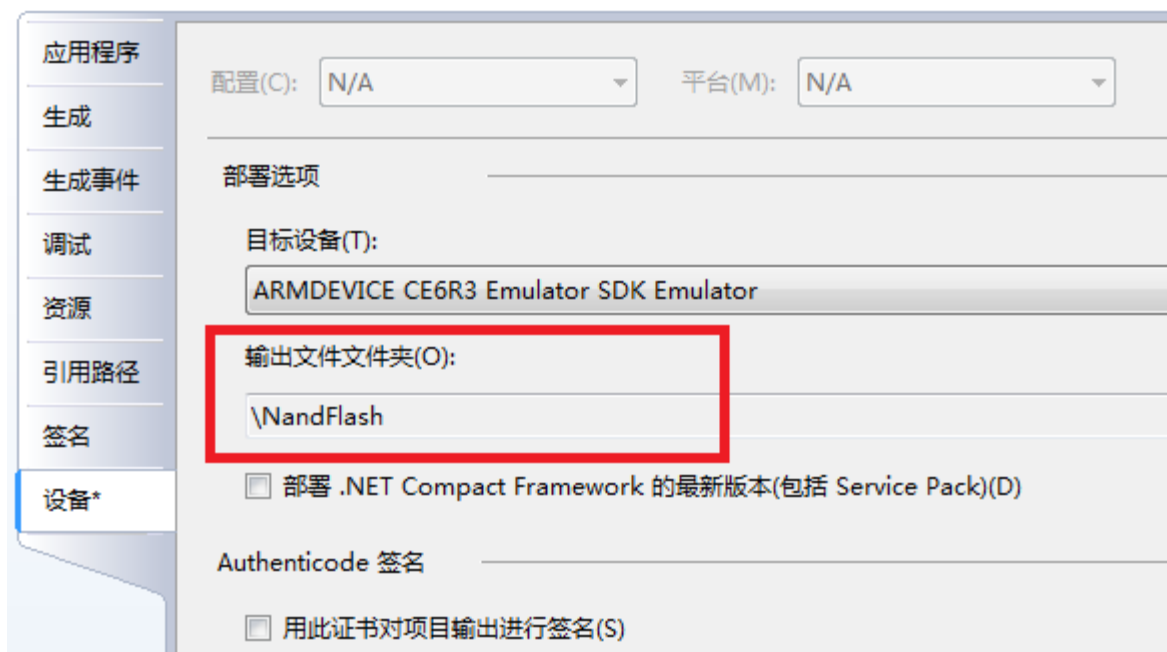 应用程序
生成
生成事件
调试
资源
引用路径
签名
设备*
配置(C): N/A 平台(M): N/A
部署选项
目标设备(T):
ARMDEVICE CE6R3 Emulator SDK Emulator
输出文件文件夹(O):
\NandFlash
部署 .NET Compact Framework 的最新版本(包括 Service Pack)(D)
Authenticode 签名
用此证书对项目输出进行签名(S)